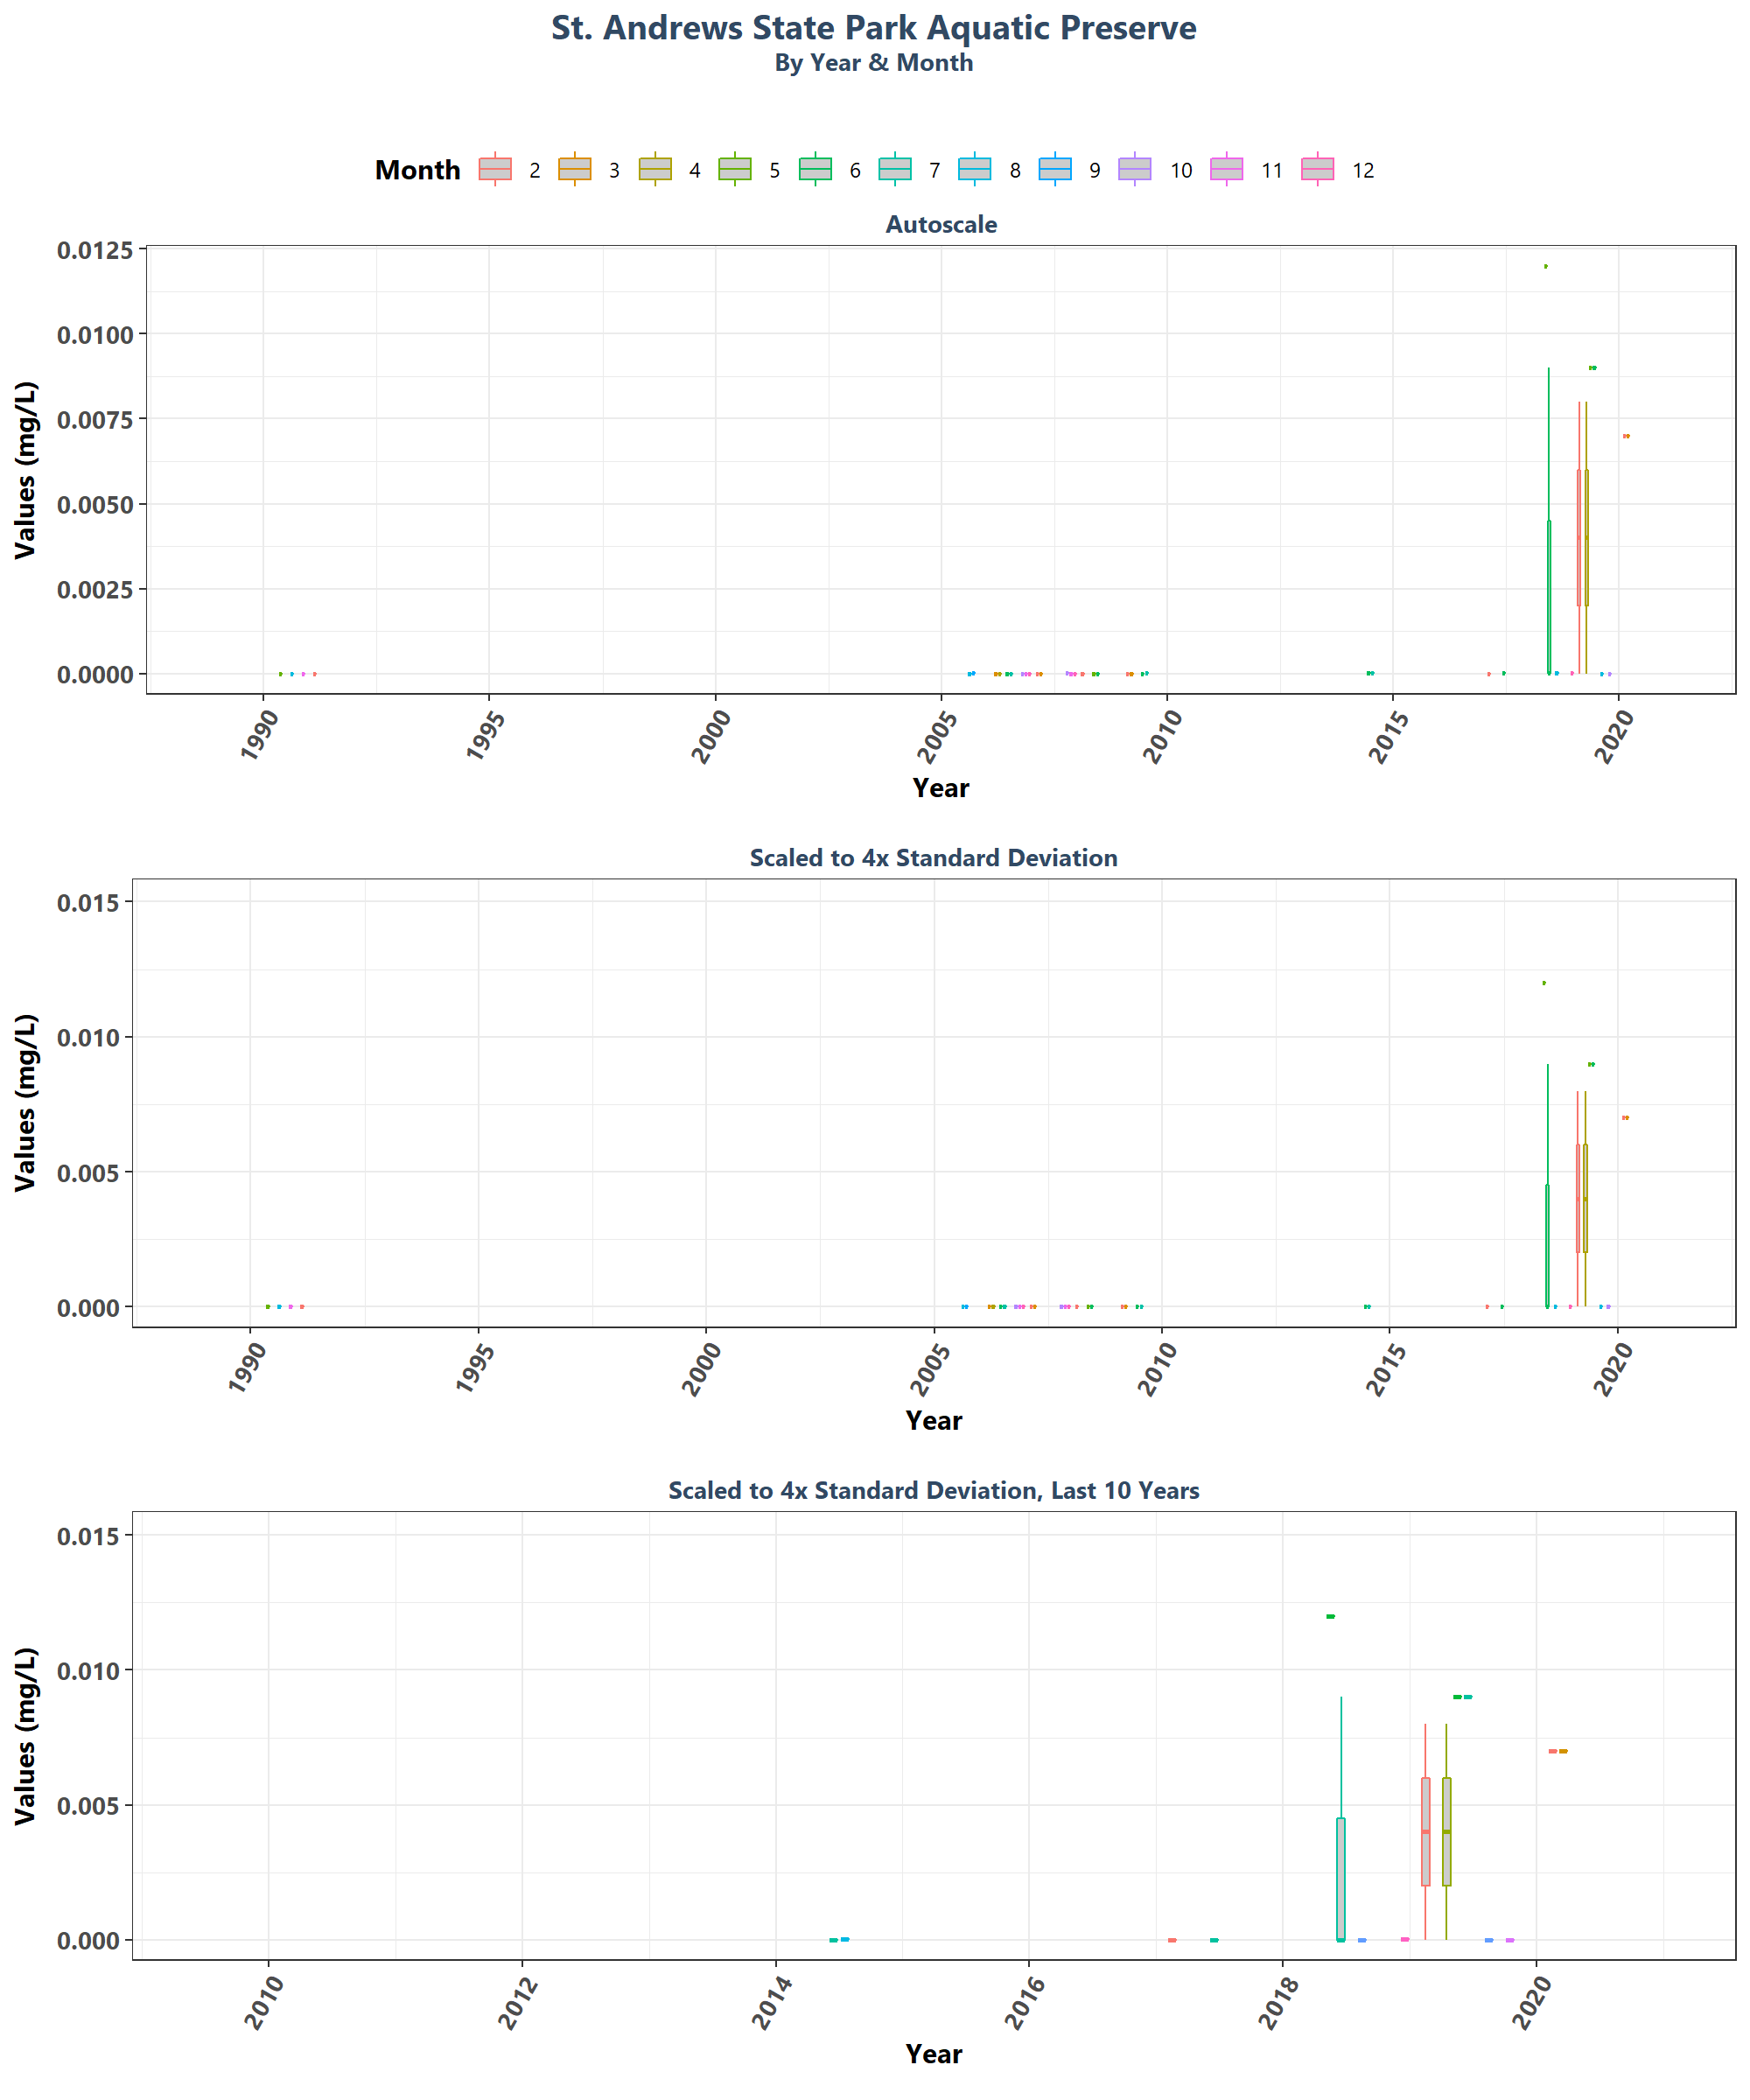 St. Andrews State Park Aquatic Preserve
By Year & Month
Month 2 3 4 5 6 7 8 9 10 11 12
Autoscale
Values (mg/L)
0.0125
0.0100
0.0075
0.0050
0.0025
0.0000
1990 1995 2000 2005 2010 2015 2020
Year
Scaled to 4x Standard Deviation
Values (mg/L)
0.015
0.010
0.005
0.000
1990 1995 2000 2005 2010 2015 2020
Year
Scaled to 4x Standard Deviation, Last 10 Years
Values (mg/L)
0.015
0.010
0.005
0.000
2010 2012 2014 2016 2018 2020
Year